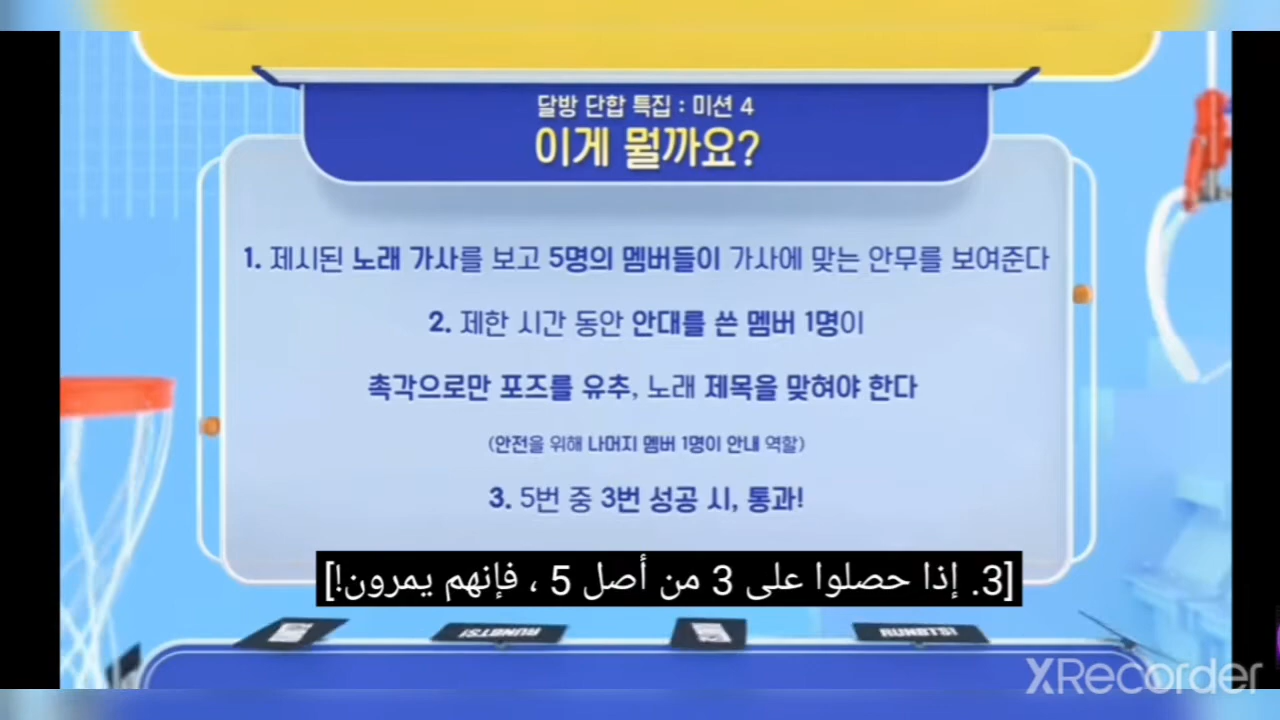 달방 단합 특집 : 미션 4
이게 뭘까요?
1. 제시된 노래 가사를 보고 5명의 멤버들이 가사에 맞는 안무를 보여준다
2. 제한 시간 동안 안대를 쓴 멤버 1명이
촉각으로만 포즈를 유추, 노래 제목을 맞혀야 한다
(안전을 위해 나머지 멤버 1명이 안내 역할)
3. 5번 중 3번 성공 시, 통과!
[3. إذا حصلوا على 3 من أصل 5 ، فإنهم يمرون!]
RUNBTS! RUNBTS!
XRecorder